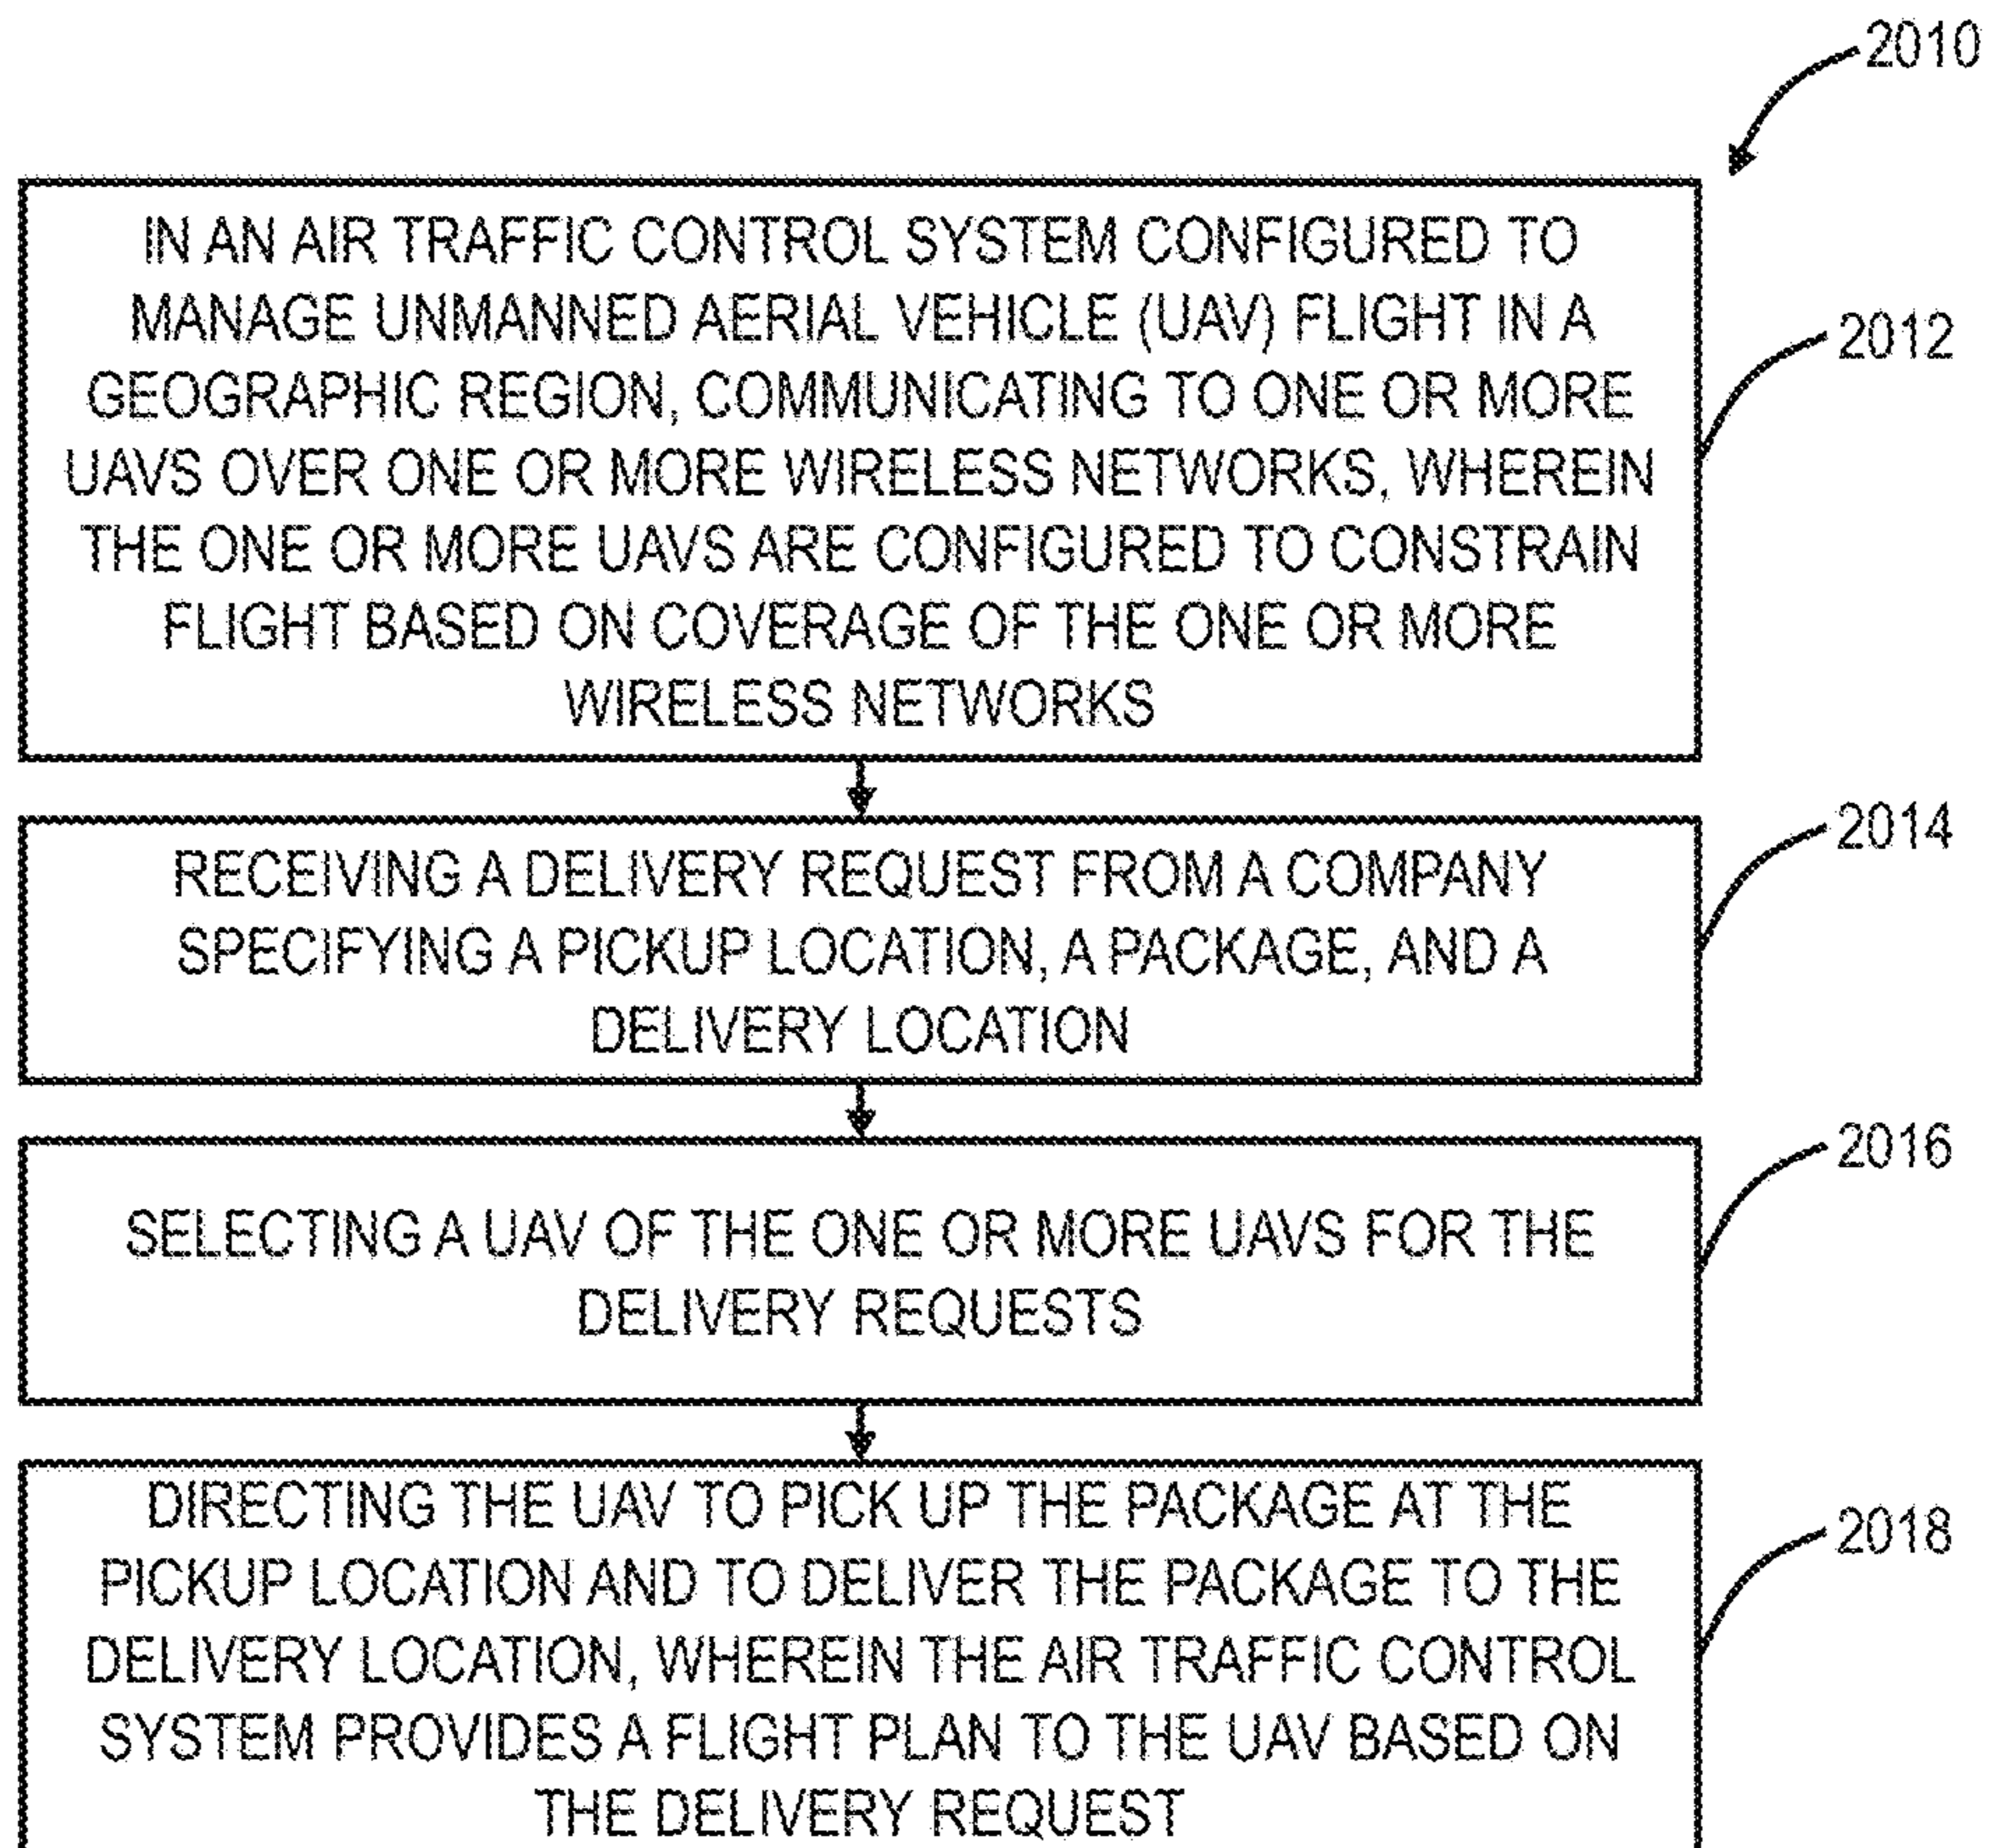 2010
IN AN AIR TRAFFIC CONTROL SYSTEM CONFIGURED TO
MANAGE UNMANNED AERIAL VEHICLE (UAV) FLIGHT IN A
GEOGRAPHIC REGION, COMMUNICATING TO ONE OR MORE
UAVS OVER ONE OR MORE WIRELESS NETWORKS, WHEREIN
THE ONE OR MORE UAVS ARE CONFIGURED TO CONSTRAIN
FLIGHT BASED ON COVERAGE OF THE ONE OR MORE
WIRELESS NETWORKS
2012
RECEIVING A DELIVERY REQUEST FROM A COMPANY
SPECIFYING A PICKUP LOCATION, A PACKAGE, AND A
DELIVERY LOCATION
2014
SELECTING A UAV OF THE ONE OR MORE UAVS FOR THE
DELIVERY REQUESTS
2016
DIRECTING THE UAV TO PICK UP THE PACKAGE AT THE
PICKUP LOCATION AND TO DELIVER THE PACKAGE TO THE
DELIVERY LOCATION, WHEREIN THE AIR TRAFFIC CONTROL
SYSTEM PROVIDES A FLIGHT PLAN TO THE UAV BASED ON
THE DELIVERY REQUEST
2018